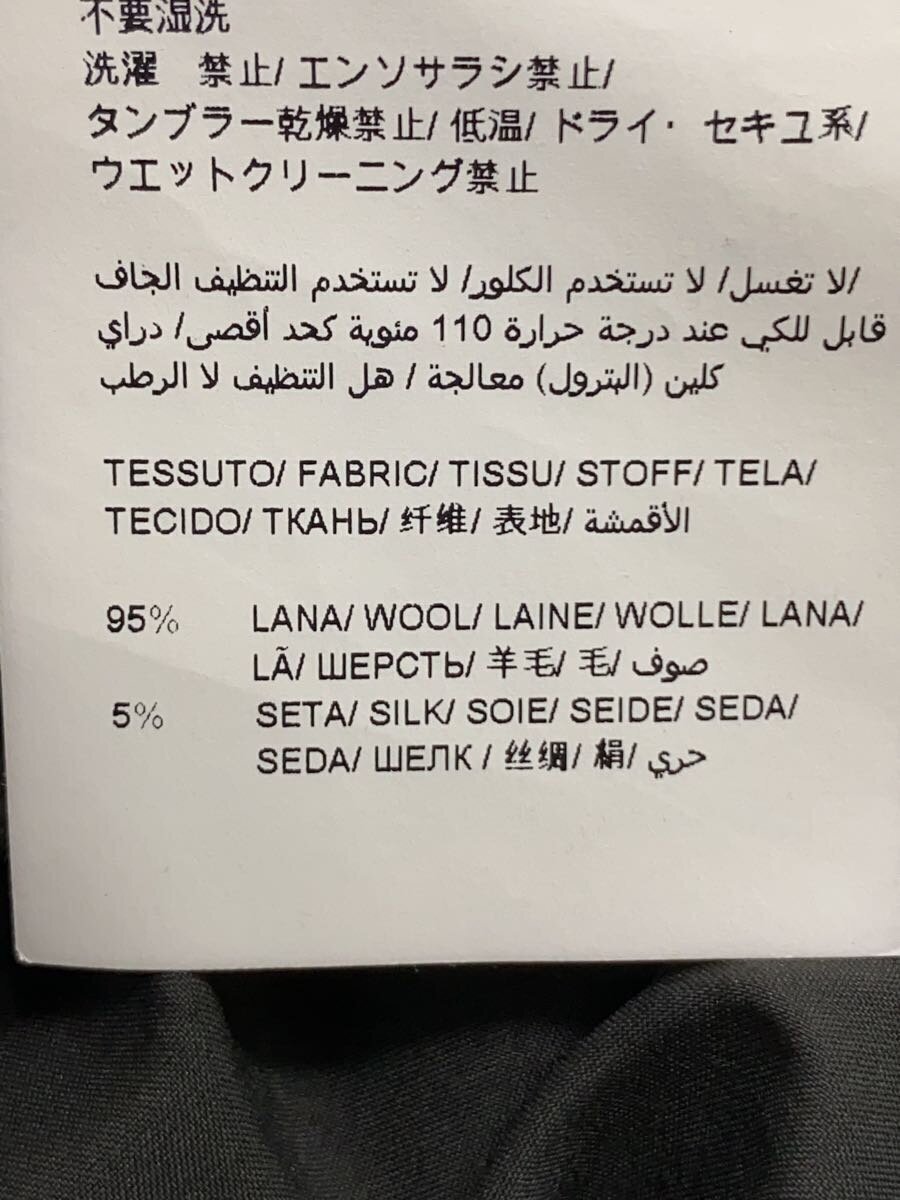 不要湿洗
洗濯 禁止/ エンソサラシ禁止/
タンブラー乾燥禁止/ 低温/ ドライ・ セキユ系/
ウエットクリーニング禁止
لا تغسل/ لا تستخدم الكلور/ لا تستخدم التنظيف الجاف/
قابل للكي عند درجة حرارة 110 مئوية كحد أقصى/ دراي
كلين (البترول) معالجة / هل التنظيف لا الرطب
TESSUTO/ FABRIC/ TISSU/ STOFF/ TELA/
TECIDO/ ТКАНЬ/ 纤维/ 表地/ الأقمشة
95% LANA/ WOOL/ LAINE/ WOLLE/ LANA/
LÃ/ ШЕРСТЬ/ 羊毛/ 毛/ صوف
5% SETA/ SILK/ SOIE/ SEIDE/ SEDA/
SEDA/ ШЕЛК / 丝绸/ 絹/ حري